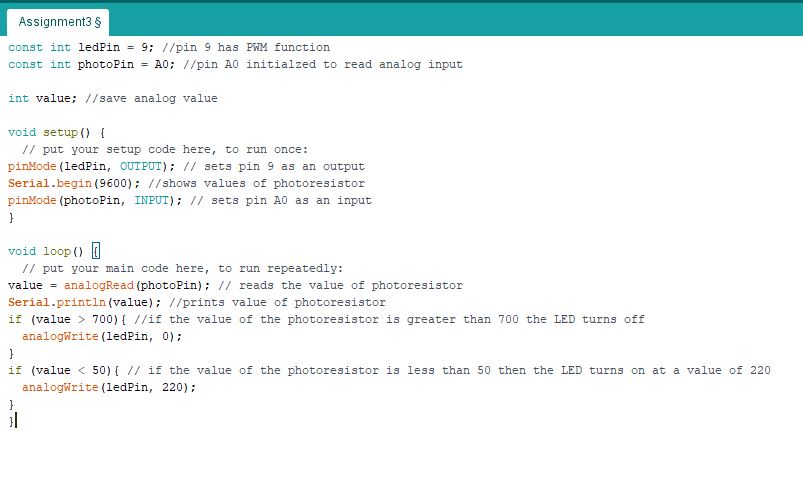 Assignment3 §
const int ledPin = 9; //pin 9 has PWM function
const int photoPin = A0; //pin A0 initialzed to read analog input
int value; //save analog value
void setup() {
// put your setup code here, to run once:
pinMode(ledPin, OUTPUT); // sets pin 9 as an output
Serial.begin(9600); //shows values of photoresistor
pinMode(photoPin, INPUT); // sets pin A0 as an input
}
void loop() {
// put your main code here, to run repeatedly:
value = analogRead(photoPin); // reads the value of photoresistor
Serial.println(value); //prints value of photoresistor
if (value > 700){ //if the value of the photoresistor is greater than 700 the LED turns off
analogWrite(ledPin, 0);
}
if (value < 50){ // if the value of the photoresistor is less than 50 then the LED turns on at a value of 220
analogWrite(ledPin, 220);
}
}